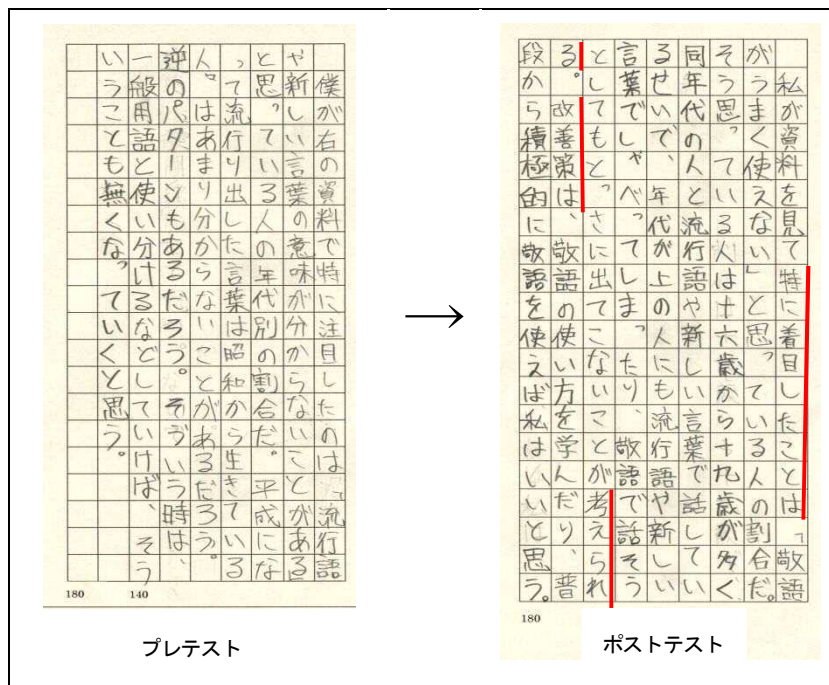 僕が右の資料で特に注目したのは「流行語
や新しい言葉の意味が分からないことがある」
と思っている人の年代別の割合だ。平成にな
って流行り出した言葉は昭和から生きている
人にはあまり分からないことがあるだろう。
逆のパターンもあるだろう。そういう時は、
一般用語と使い分けるなどしていけば、そう
いうことも無くなっていくと思う。
180 140
プレテスト
→
私が資料を見て特に着目したことは「敬語
がうまく使えない」と思っている人の割合だ。
そう思っている人は十六歳から十九歳が多く
同年代の人と流行語や新しい言葉で話してい
るせいで、年代が上の人にも流行語や新しい
言葉でしゃべってしまったり、敬語で話そう
としてもとっさに出てこないことが考えられ
る。改善策は、敬語の使い方を学んだり、普
段から積極的に敬語を使えば私はいいと思う。
180
ポストテスト